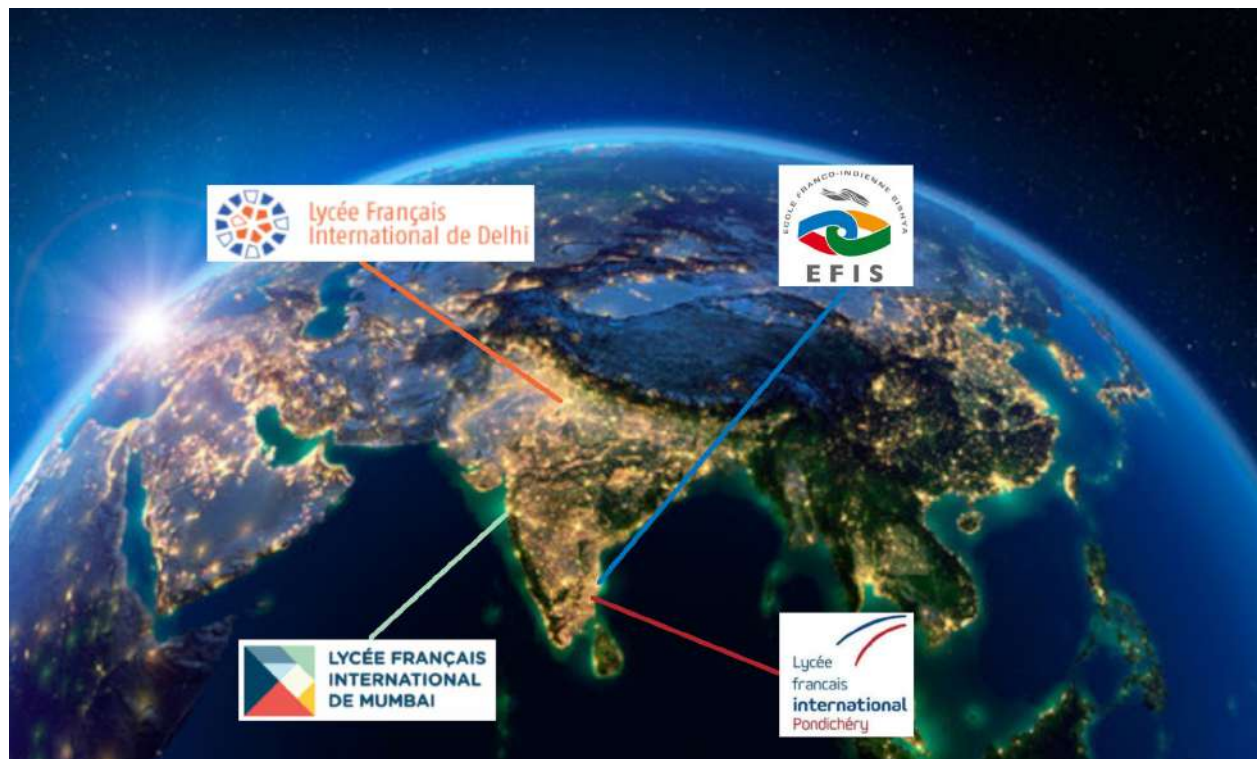 Lycée Français
International de Delhi
ECOLE FRANCO-INDIENNE SISHYA
EFIS
LYCÉE FRANÇAIS
INTERNATIONAL
DE MUMBAI
Lycée
francais
international
Pondichéry